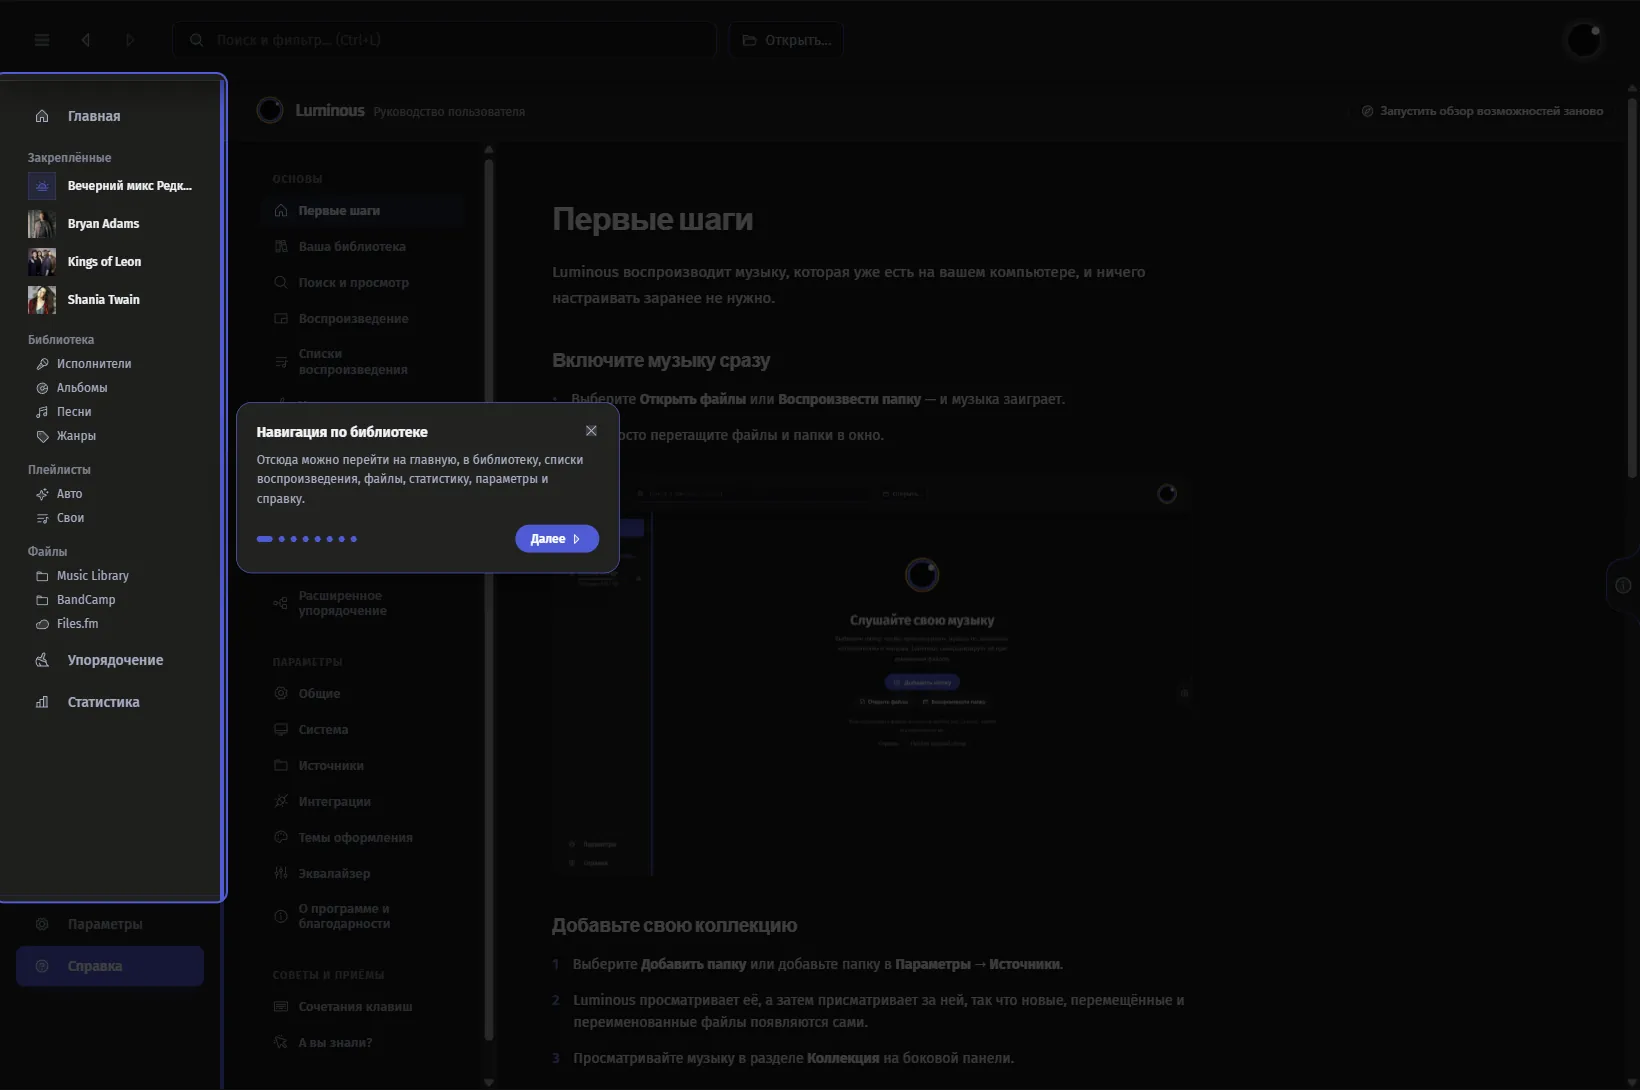 Поиск и фильтр... (Ctrl+L)
Открыть...
Главная
Закреплённые
Вечерний микс Редк...
Bryan Adams
Kings of Leon
Shania Twain
Библиотека
Исполнители
Альбомы
Песни
Жанры
Плейлисты
Авто
Свои
Файлы
Music Library
BandCamp
Files.fm
Упорядочение
Статистика
Параметры
Справка
Luminous Руководство пользователя
Запустить обзор возможностей заново
ОСНОВЫ
Первые шаги
Ваша библиотека
Поиск и просмотр
Воспроизведение
Списки
воспроизведения
Навигация по библиотеке
Отсюда можно перейти на главную, в библиотеку, списки
воспроизведения, файлы, статистику, параметры и
справку.
Далее
Расширенное
упорядочение
ПАРАМЕТРЫ
Общие
Система
Источники
Интеграции
Темы оформления
Эквалайзер
О программе и
благодарности
СОВЕТЫ И ПРИЁМЫ
Сочетания клавиш
А вы знали?
Первые шаги
Luminous воспроизводит музыку, которая уже есть на вашем компьютере, и ничего
настраивать заранее не нужно.
Включите музыку сразу
Выберите Открыть файлы или Воспроизвести папку — и музыка заиграет.
перетащите файлы и папки в окно.
Слушайте свою музыку
Добавить папку
Открыть файлы
Воспроизвести папку
Параметры
Справка
Добавьте свою коллекцию
1 Выберите Добавить папку или добавьте папку в Параметры → Источники.
2 Luminous просматривает её, а затем присматривает за ней, так что новые, перемещённые и
переименованные файлы появляются сами.
3 Просматривайте музыку в разделе Коллекция на боковой панели.